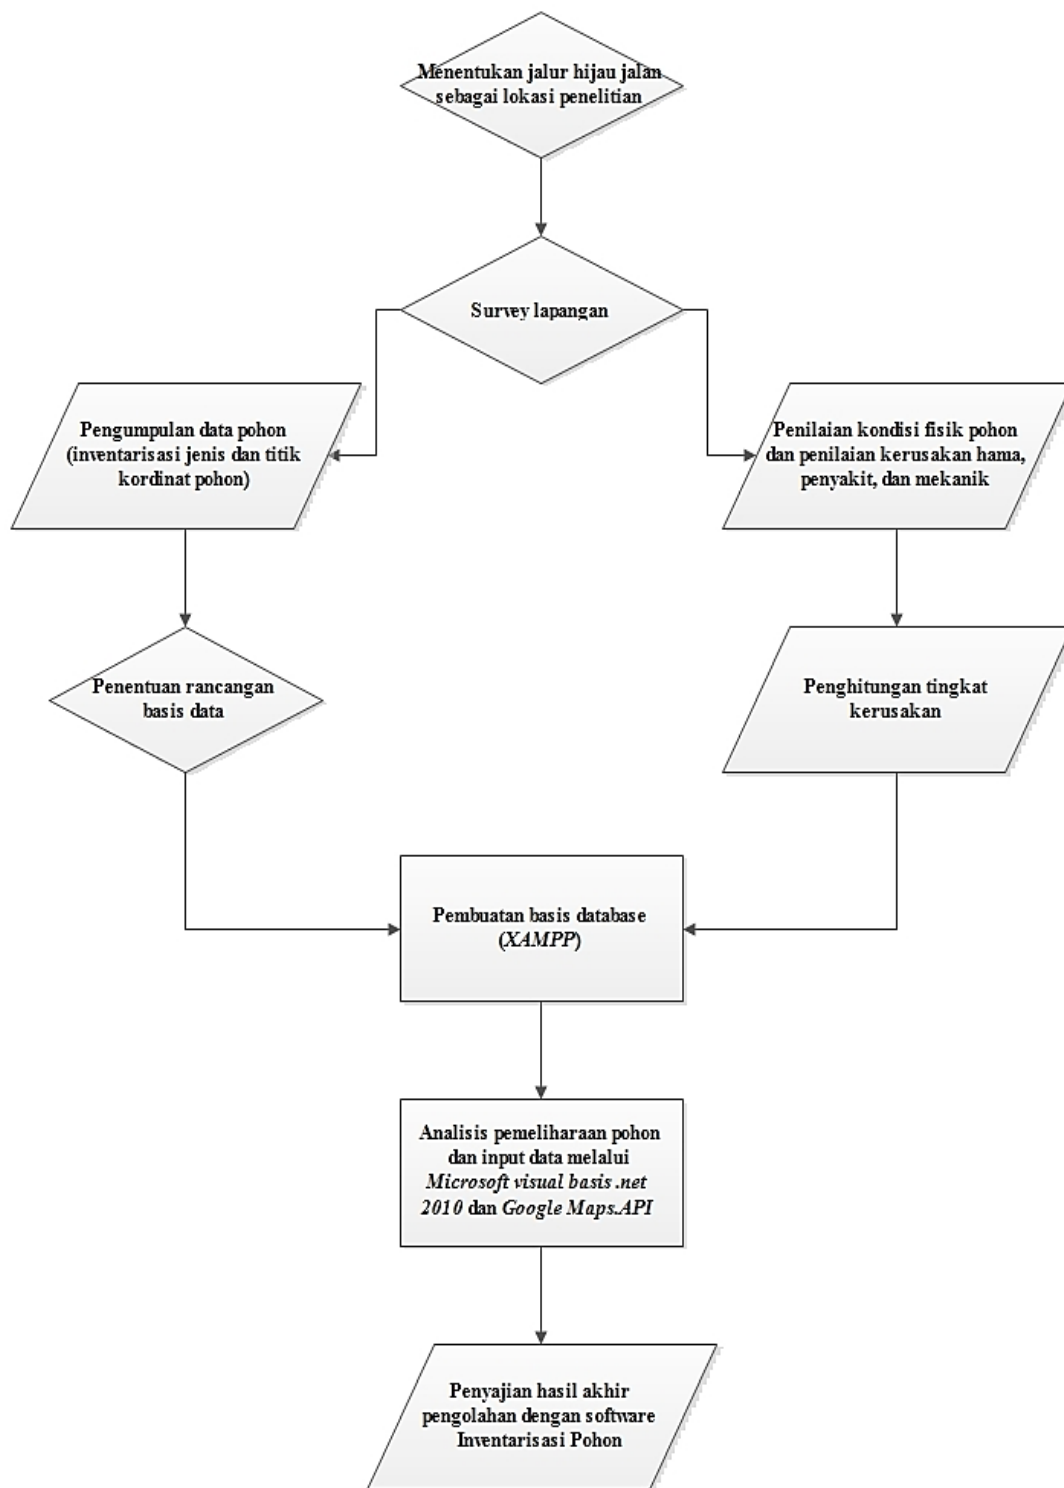 Menentukan jalur hijau jalan
sebagai lokasi penelitian
Survey lapangan
Pengumpulan data pohon
(inventarisasi jenis dan titik
kordinat pohon)
Penilaian kondisi fisik pohon
dan penilaian kerusakan hama,
penyakit, dan mekanik
Penentuan rancangan
basis data
Penghitungan tingkat
kerusakan
Pembuatan basis database
(XAMPP)
Analisis pemeliharaan pohon
dan input data melalui
Microsoft visual basis .net
2010 dan Google Maps.API
Penyajian hasil akhir
pengolahan dengan software
Inventarisasi Pohon